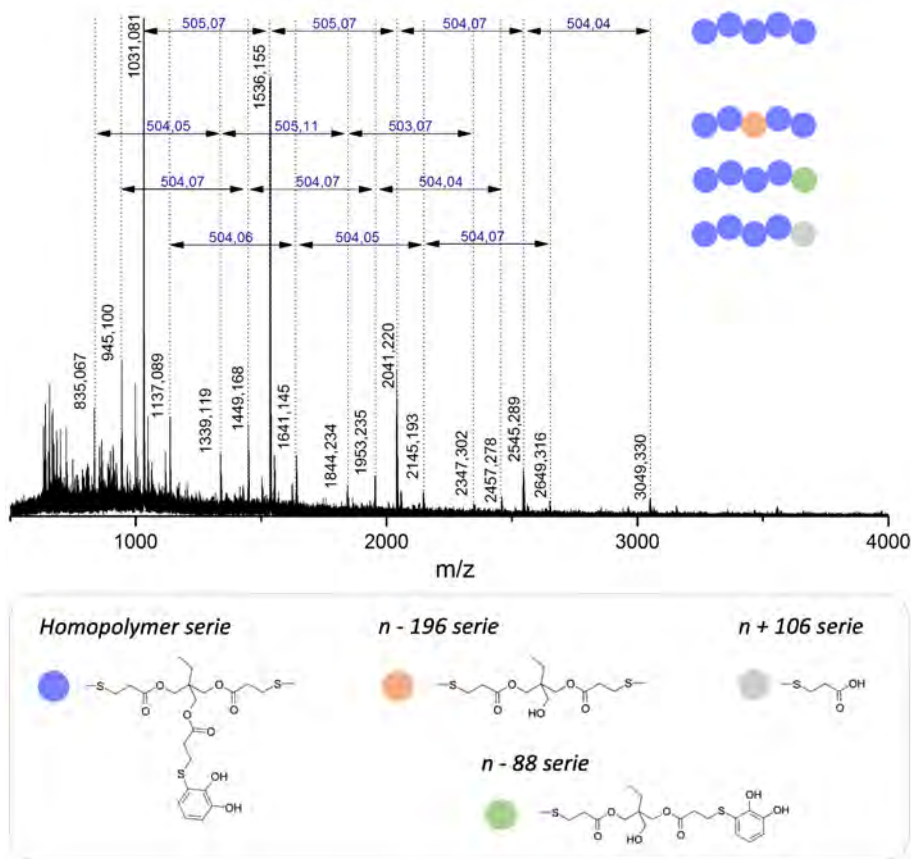 505,07 505,07 504,07 504,04
1031,081
1536,155
504,05 505,11 503,07
504,07 504,07 504,04
504,06 504,05 504,07
835,067
945,100
1137,089
1339,119
1449,168
1641,145
1844,234
1953,235
2041,220
2145,193
2347,302
2457,278
2545,289
2649,316
3049,330
1000 2000 3000 4000
m/z
Homopolymer serie n - 196 serie n + 106 serie
S O O S
O O
O
O
S OH
OH
S O O S
O HO O
S OH
O
n - 88 serie
S O O S OH
OH
O HO O